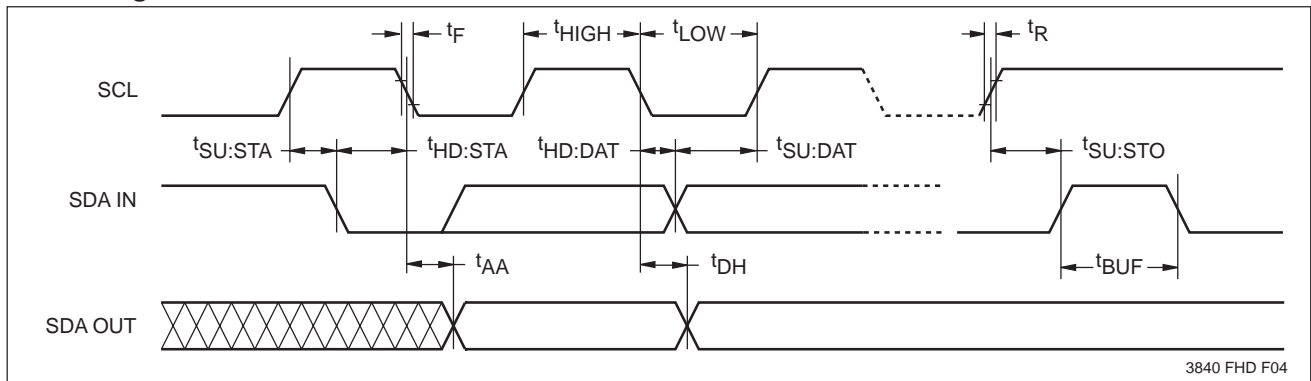 tF
tHIGH
tLOW
tR
SCL
tSU:STA
tHD:STA
tHD:DAT
tSU:DAT
tSU:STO
SDA IN
tAA
tDH
tBUF
SDA OUT
3840 FHD F04